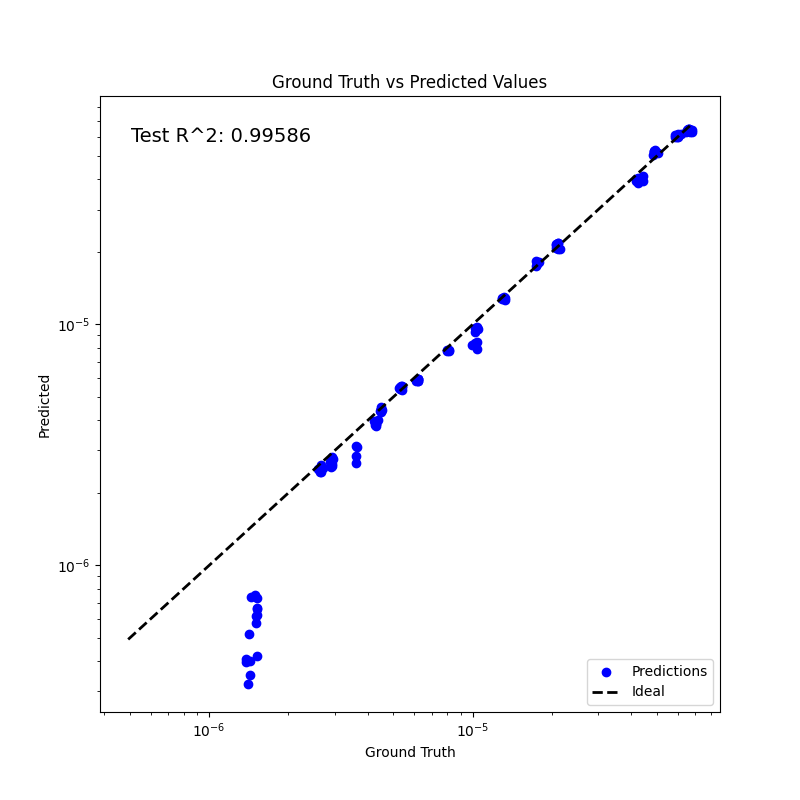 Ground Truth vs Predicted Values
Test R^2: 0.99586
Predicted
10⁻⁵
10⁻⁶
Predictions
Ideal
10⁻⁶
10⁻⁵
Ground Truth